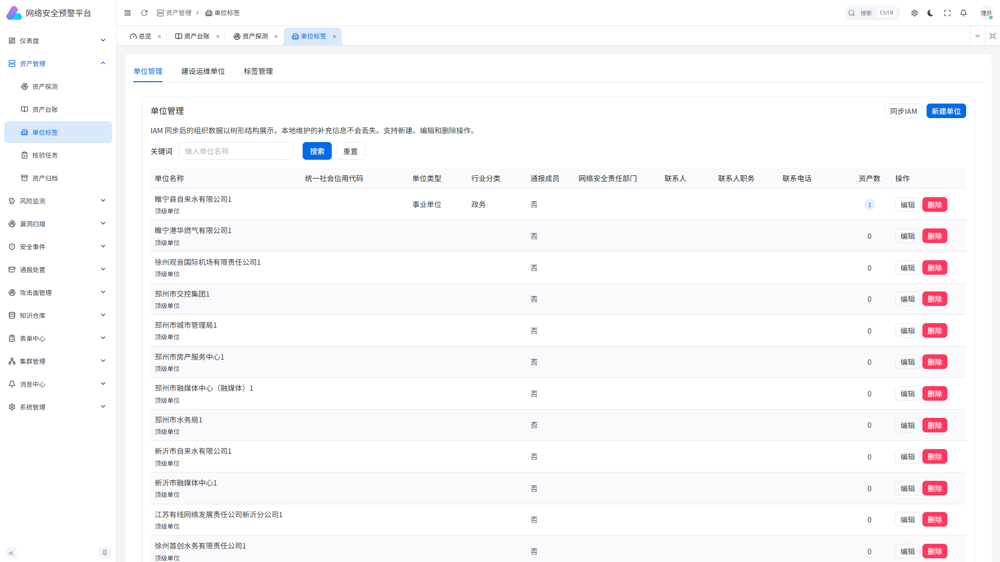 网络安全预警平台
资产管理 > 单位标签
搜索 Ctrl K
理员
总览 × 资产台账 × 资产探测 × 单位标签 ×
仪表盘
资产管理
资产探测
资产台账
单位标签
核验任务
资产归档
风险监测
漏洞扫描
安全事件
通报处置
攻击面管理
知识仓库
表单中心
集群管理
消息中心
系统管理
单位管理 建设运维单位 标签管理
单位管理 同步IAM 新建单位
IAM 同步后的组织数据以树形结构展示，本地维护的补充信息不会丢失。支持新建、编辑和删除操作。
关键词 输入单位名称 搜索 重置
单位名称 统一社会信用代码 单位类型 行业分类 通报成员 网络安全责任部门 联系人 联系人职务 联系电话 资产数 操作
睢宁县自来水有限公司1
顶级单位
事业单位 政务 否 1 编辑 删除
睢宁港华燃气有限公司1
顶级单位
否 0 编辑 删除
徐州观音国际机场有限责任公司1
顶级单位
否 0 编辑 删除
邳州市交控集团1
顶级单位
否 0 编辑 删除
邳州市城市管理局1
顶级单位
否 0 编辑 删除
邳州市房产服务中心1
顶级单位
否 0 编辑 删除
邳州市融媒体中心（融媒体）1
顶级单位
否 0 编辑 删除
邳州市水务局1
顶级单位
否 0 编辑 删除
新沂市自来水有限公司1
顶级单位
否 0 编辑 删除
新沂市融媒体中心1
顶级单位
否 0 编辑 删除
江苏有线网络发展责任公司新沂分公司1
顶级单位
否 0 编辑 删除
徐州首创水务有限责任公司1
顶级单位
否 0 编辑 删除